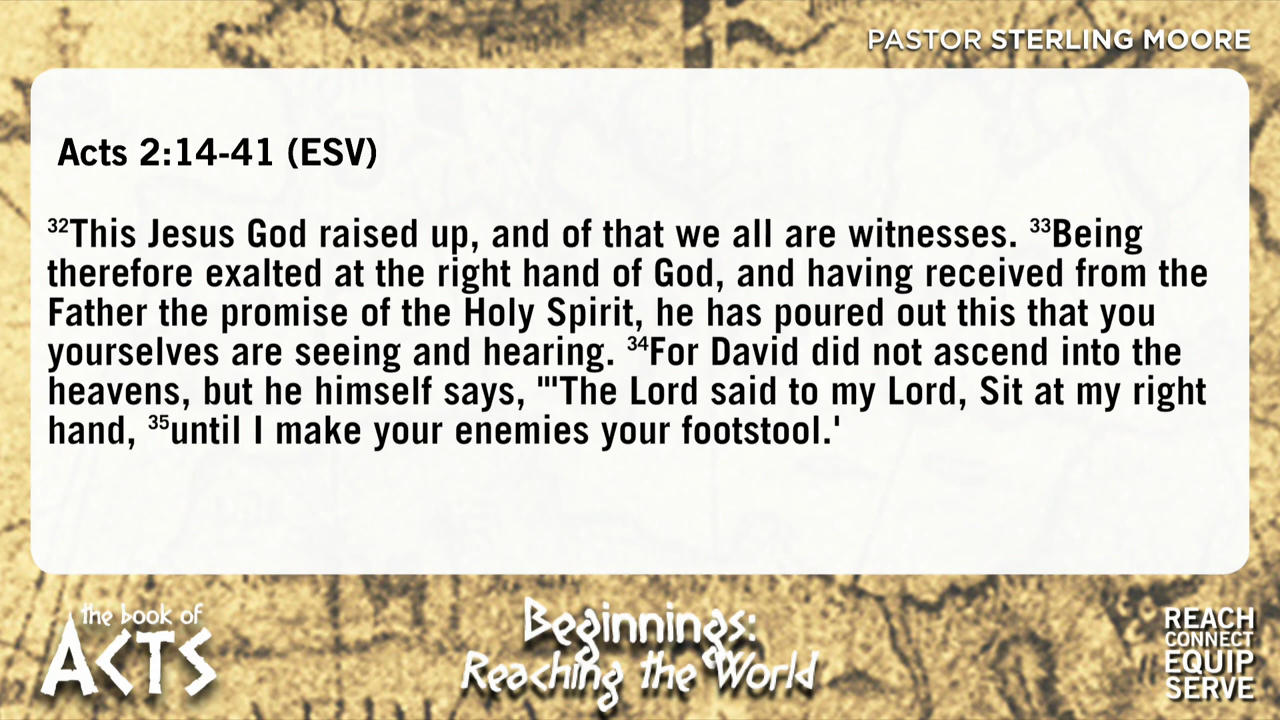 PASTOR STERLING MOORE
Acts 2:14-41 (ESV)
³²This Jesus God raised up, and of that we all are witnesses. ³³Being
therefore exalted at the right hand of God, and having received from the
Father the promise of the Holy Spirit, he has poured out this that you
yourselves are seeing and hearing. ³⁴For David did not ascend into the
heavens, but he himself says, "'The Lord said to my Lord, Sit at my right
hand, ³⁵until I make your enemies your footstool.'
the book of
ACTS
Beginnings:
Reaching the World
REACH
CONNECT
EQUIP
SERVE